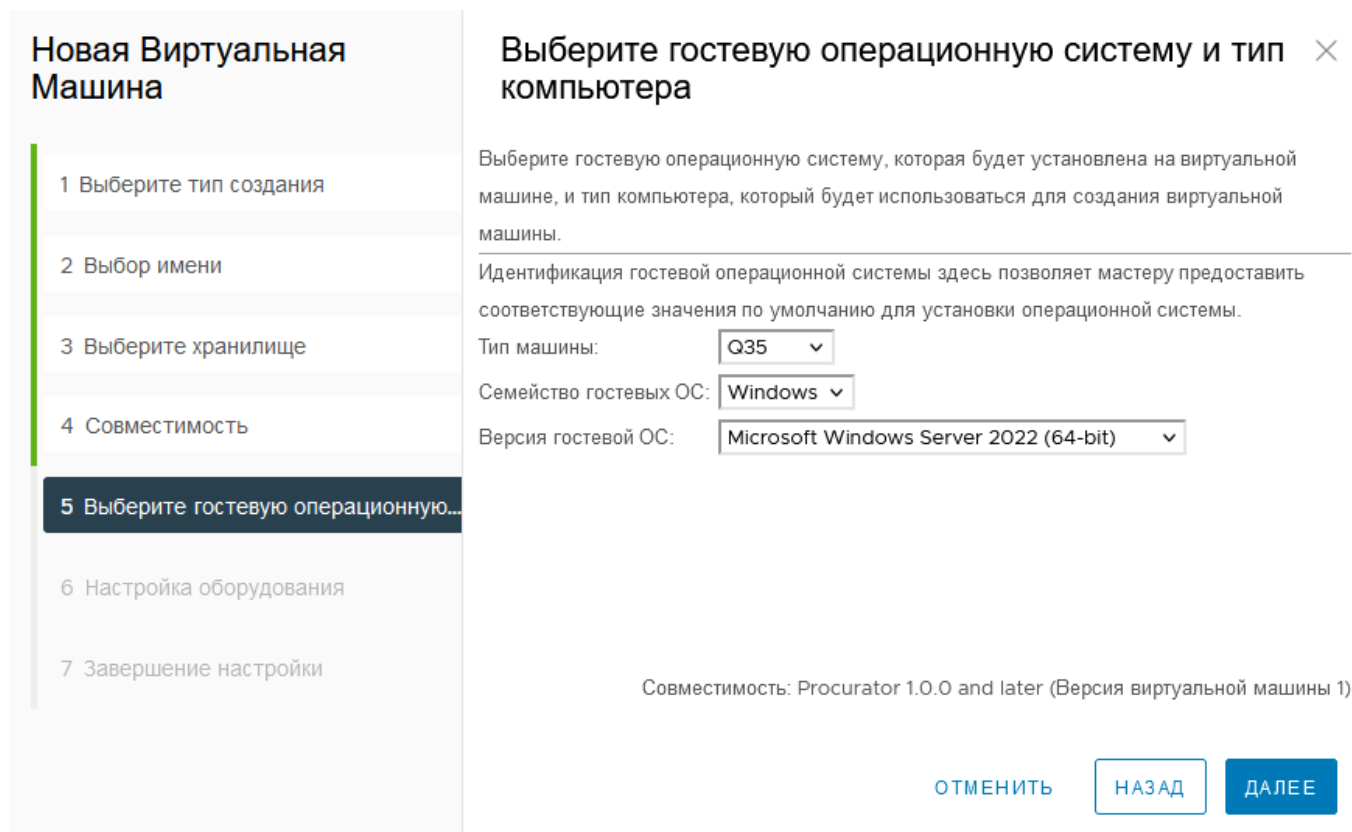 Новая Виртуальная
Машина
1 Выберите тип создания
2 Выбор имени
3 Выберите хранилище
4 Совместимость
5 Выберите гостевую операционную...
6 Настройка оборудования
7 Завершение настройки
Выберите гостевую операционную систему и тип
компьютера
Выберите гостевую операционную систему, которая будет установлена на виртуальной
машине, и тип компьютера, который будет использоваться для создания виртуальной
машины.
Идентификация гостевой операционной системы здесь позволяет мастеру предоставить
соответствующие значения по умолчанию для установки операционной системы.
Тип машины: Q35
Семейство гостевых ОС: Windows
Версия гостевой ОС: Microsoft Windows Server 2022 (64-bit)
Совместимость: Procurator 1.0.0 and later (Версия виртуальной машины 1)
ОТМЕНИТЬ НАЗАД ДАЛЕЕ